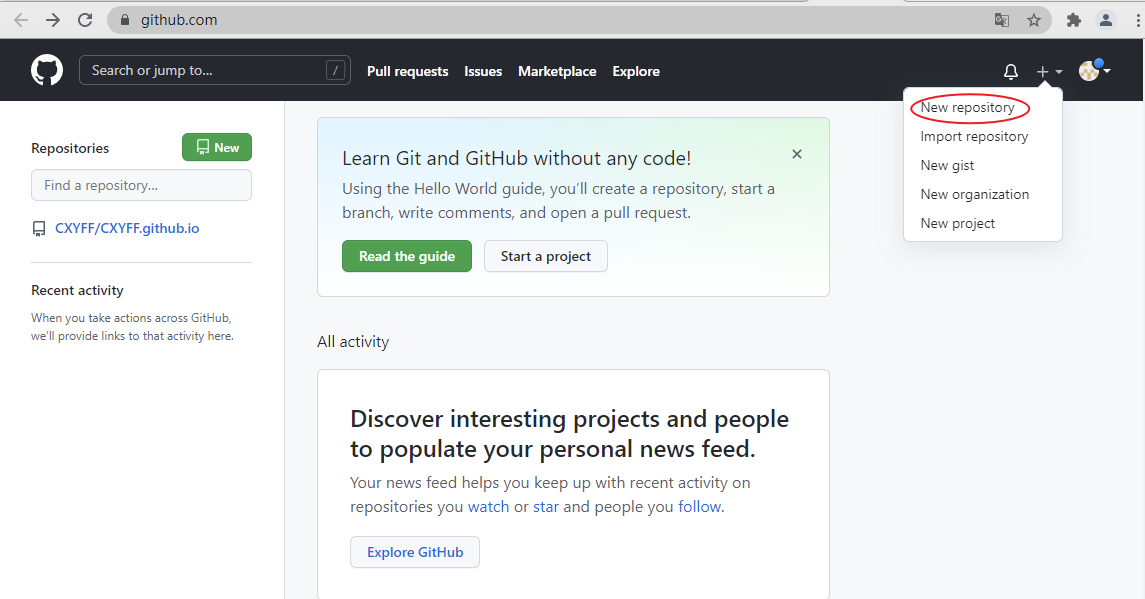 github.com
Search or jump to... /
Pull requests Issues Marketplace Explore
New repository
Import repository
New gist
New organization
New project
Repositories
New
Find a repository...
CXYFF/CXYFF.github.io
Recent activity
When you take actions across GitHub,
we'll provide links to that activity here.
Learn Git and GitHub without any code!
Using the Hello World guide, you'll create a repository, start a
branch, write comments, and open a pull request.
Read the guide Start a project
All activity
Discover interesting projects and people
to populate your personal news feed.
Your news feed helps you keep up with recent activity on
repositories you watch or star and people you follow.
Explore GitHub